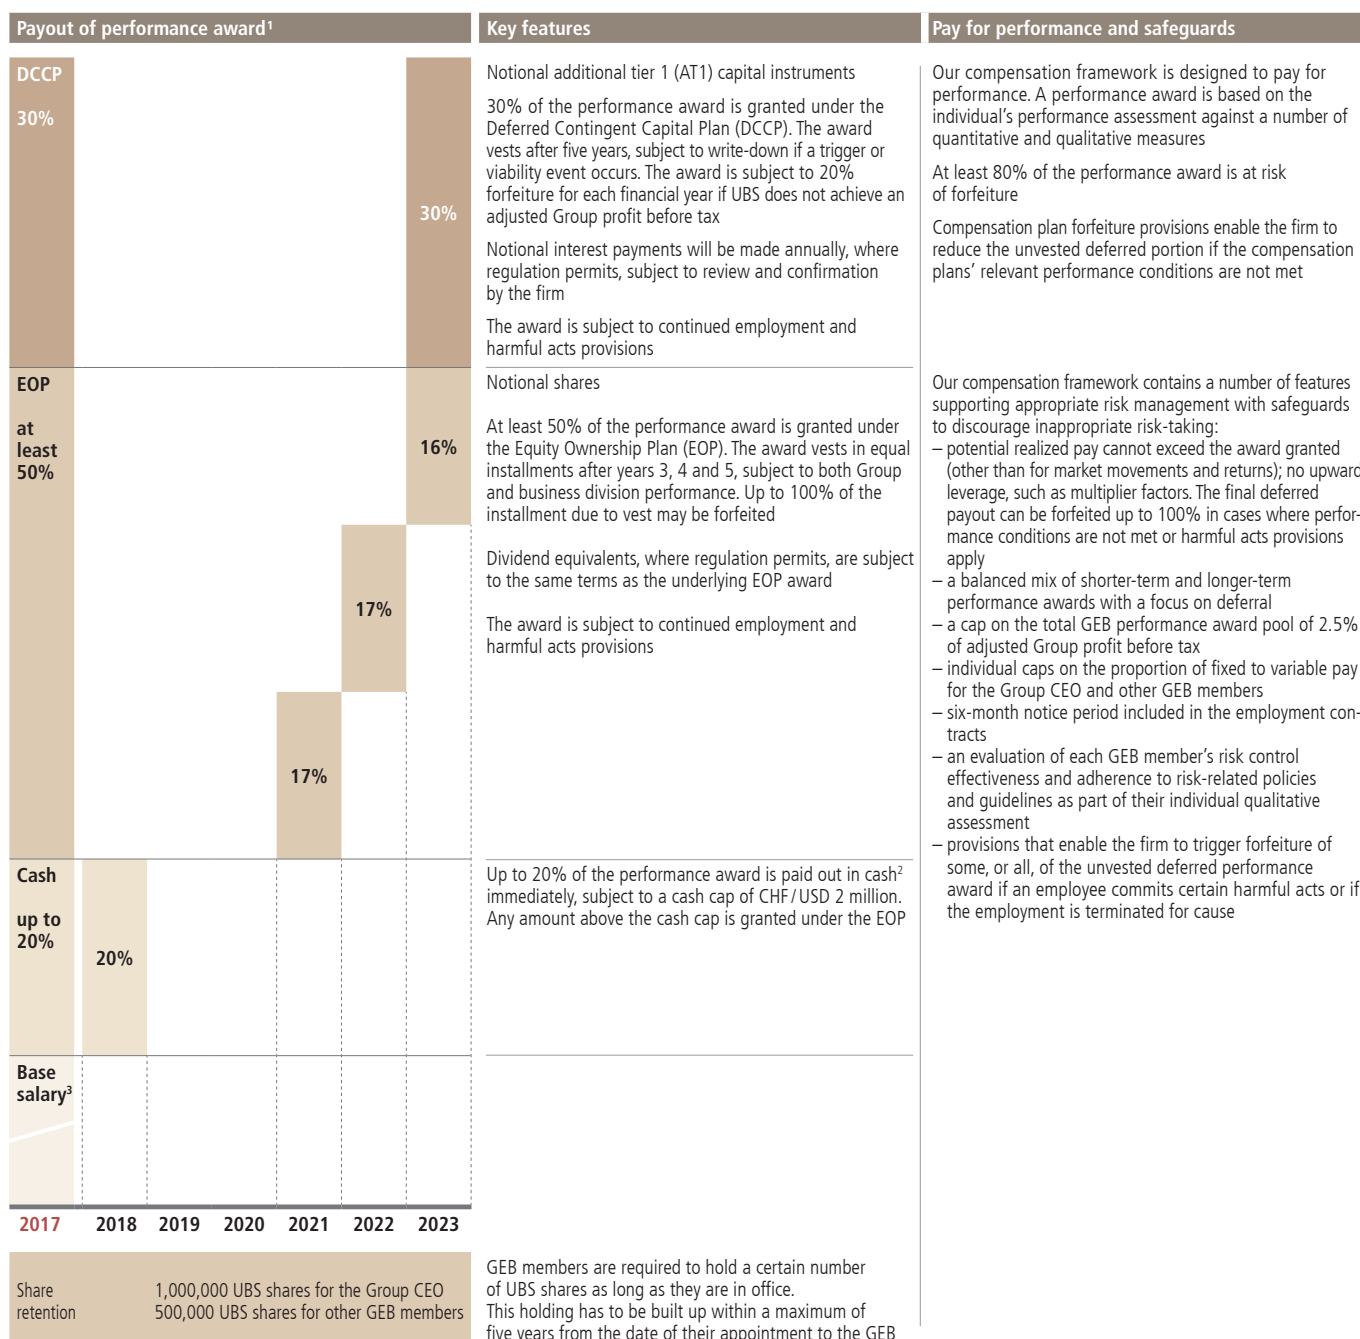 Payout of performance award¹
DCCP
30%
30%
EOP
at
least
50%
16%
17%
17%
Cash
up to
20%
20%
Base
salary³
2017 2018 2019 2020 2021 2022 2023
Share
retention
1,000,000 UBS shares for the Group CEO
500,000 UBS shares for other GEB members
Key features
Notional additional tier 1 (AT1) capital instruments
30% of the performance award is granted under the
Deferred Contingent Capital Plan (DCCP). The award
vests after five years, subject to write-down if a trigger or
viability event occurs. The award is subject to 20%
forfeiture for each financial year if UBS does not achieve an
adjusted Group profit before tax
Notional interest payments will be made annually, where
regulation permits, subject to review and confirmation
by the firm
The award is subject to continued employment and
harmful acts provisions
Notional shares
At least 50% of the performance award is granted under
the Equity Ownership Plan (EOP). The award vests in equal
installments after years 3, 4 and 5, subject to both Group
and business division performance. Up to 100% of the
installment due to vest may be forfeited
Dividend equivalents, where regulation permits, are subject
to the same terms as the underlying EOP award
The award is subject to continued employment and
harmful acts provisions
Up to 20% of the performance award is paid out in cash²
immediately, subject to a cash cap of CHF / USD 2 million.
Any amount above the cash cap is granted under the EOP
GEB members are required to hold a certain number
of UBS shares as long as they are in office.
This holding has to be built up within a maximum of
five years from the date of their appointment to the GEB
Pay for performance and safeguards
Our compensation framework is designed to pay for
performance. A performance award is based on the
individual's performance assessment against a number of
quantitative and qualitative measures
At least 80% of the performance award is at risk
of forfeiture
Compensation plan forfeiture provisions enable the firm to
reduce the unvested deferred portion if the compensation
plans' relevant performance conditions are not met
Our compensation framework contains a number of features
supporting appropriate risk management with safeguards
to discourage inappropriate risk-taking:
– potential realized pay cannot exceed the award granted
(other than for market movements and returns); no upward
leverage, such as multiplier factors. The final deferred
payout can be forfeited up to 100% in cases where perfor-
mance conditions are not met or harmful acts provisions
apply
– a balanced mix of shorter-term and longer-term
performance awards with a focus on deferral
– a cap on the total GEB performance award pool of 2.5%
of adjusted Group profit before tax
– individual caps on the proportion of fixed to variable pay
for the Group CEO and other GEB members
– six-month notice period included in the employment con-
tracts
– an evaluation of each GEB member's risk control
effectiveness and adherence to risk-related policies
and guidelines as part of their individual qualitative
assessment
– provisions that enable the firm to trigger forfeiture of
some, or all, of the unvested deferred performance
award if an employee commits certain harmful acts or if
the employment is terminated for cause